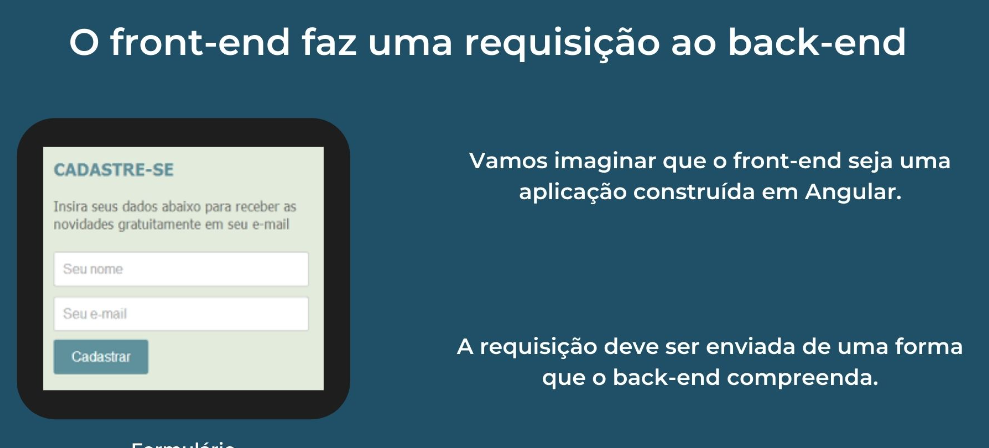 O front-end faz uma requisição ao back-end
CADASTRE-SE
Insira seus dados abaixo para receber as
novidades gratuitamente em seu e-mail
Seu nome
Seu e-mail
Cadastrar
Formulário
Vamos imaginar que o front-end seja uma
aplicação construída em Angular.
A requisição deve ser enviada de uma forma
que o back-end compreenda.